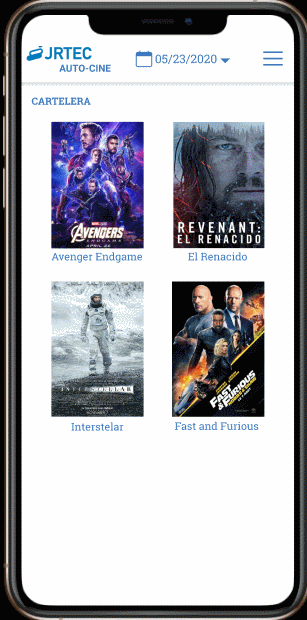 JRTEC
AUTO-CINE
05/23/2020
CARTELERA
AVENGERS
ENDGAME
APRIL 26
REVENANT:
EL RENACIDO
Avenger Endgame
El Renacido
INTERSTELLAR
FAST & FURIOUS
Interstelar
Fast and Furious